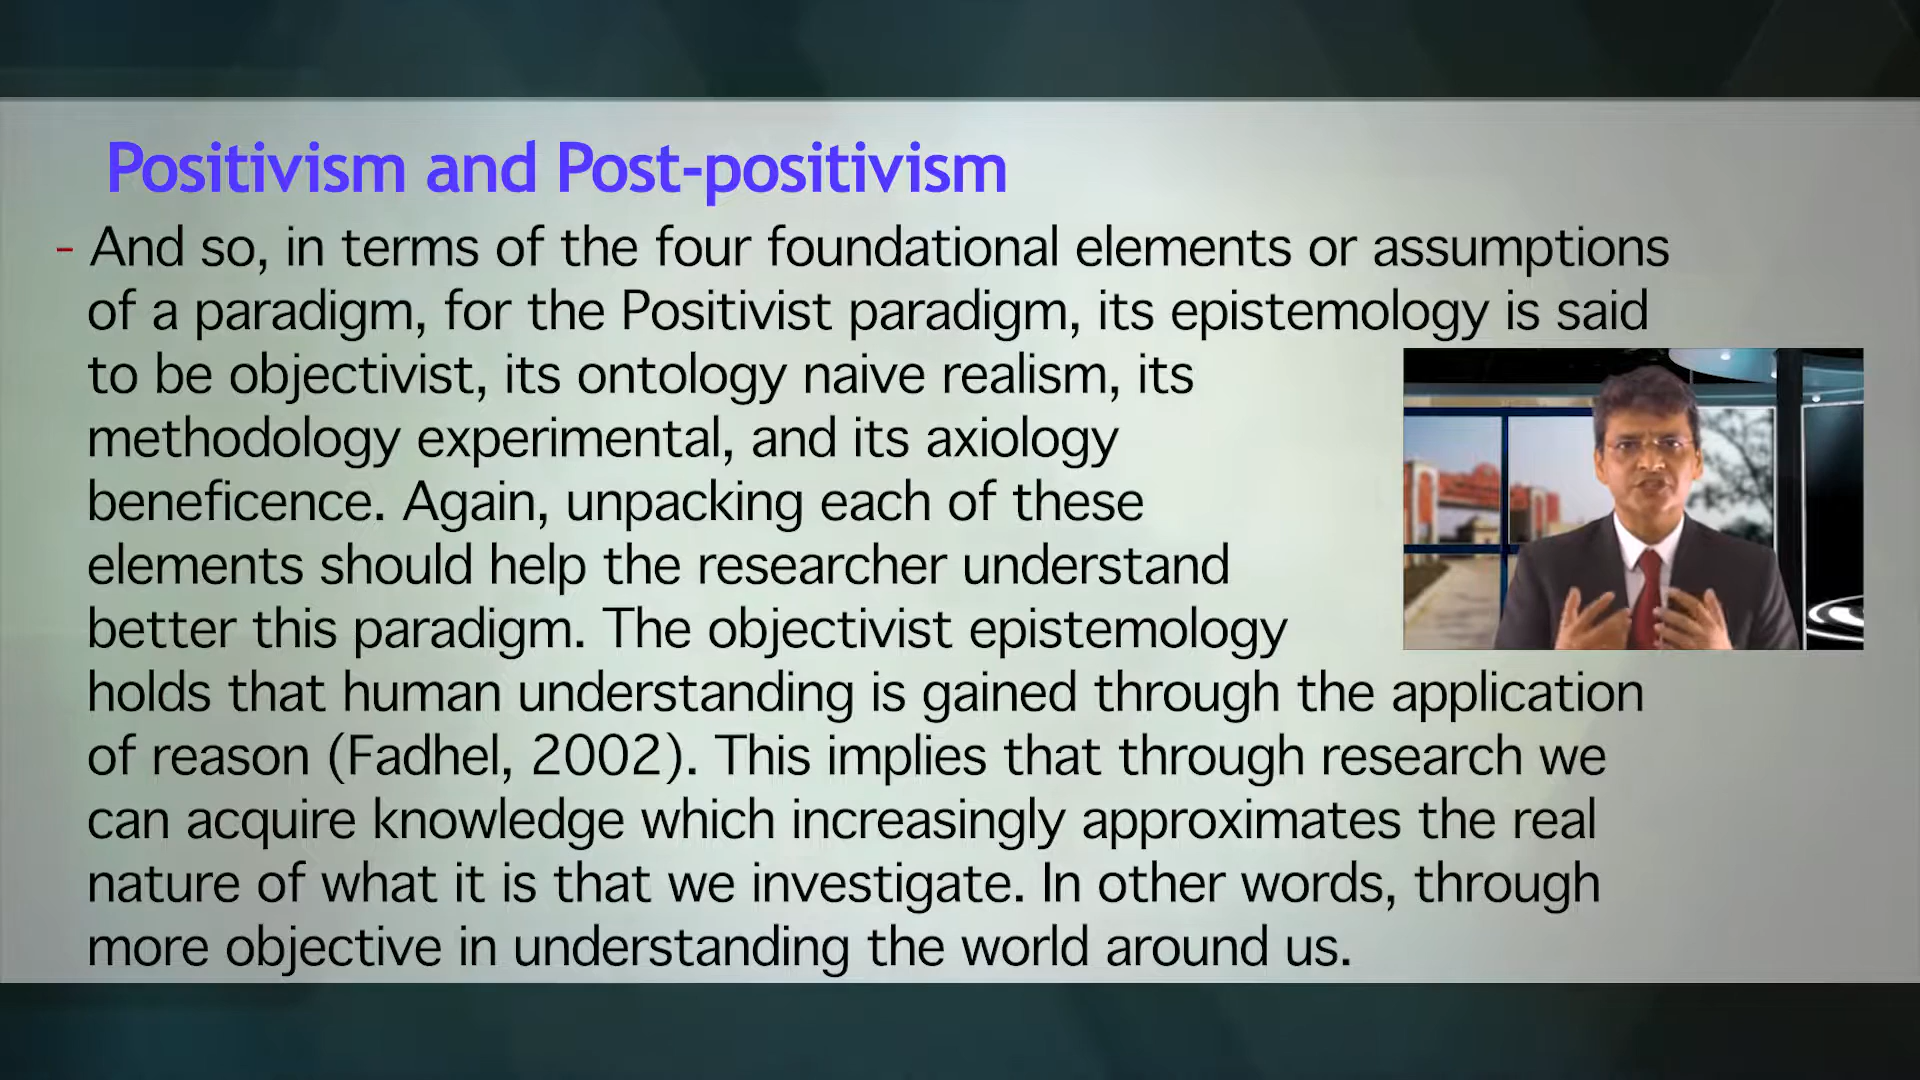 Positivism and Post-positivism
- And so, in terms of the four foundational elements or assumptions
of a paradigm, for the Positivist paradigm, its epistemology is said
to be objectivist, its ontology naive realism, its
methodology experimental, and its axiology
beneficence. Again, unpacking each of these
elements should help the researcher understand
better this paradigm. The objectivist epistemology
holds that human understanding is gained through the application
of reason (Fadhel, 2002). This implies that through research we
can acquire knowledge which increasingly approximates the real
nature of what it is that we investigate. In other words, through
more objective in understanding the world around us.